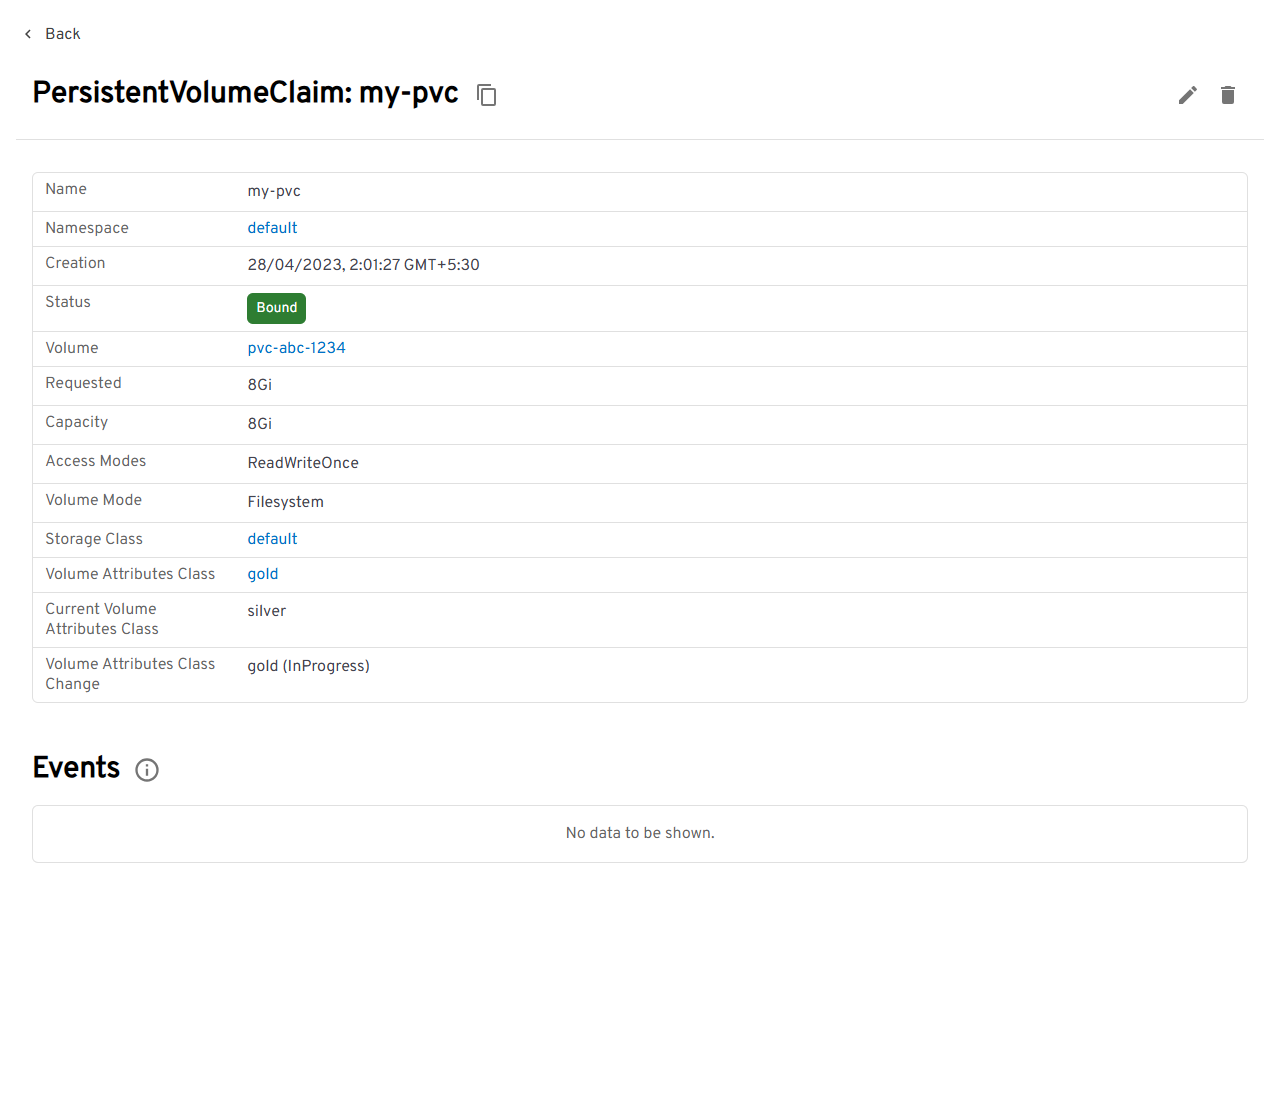 Back
PersistentVolumeClaim: my-pvc
Name my-pvc
Namespace default
Creation 28/04/2023, 2:01:27 GMT+5:30
Status Bound
Volume pvc-abc-1234
Requested 8Gi
Capacity 8Gi
Access Modes ReadWriteOnce
Volume Mode Filesystem
Storage Class default
Volume Attributes Class gold
Current Volume silver
Attributes Class
Volume Attributes Class gold (InProgress)
Change
Events
No data to be shown.